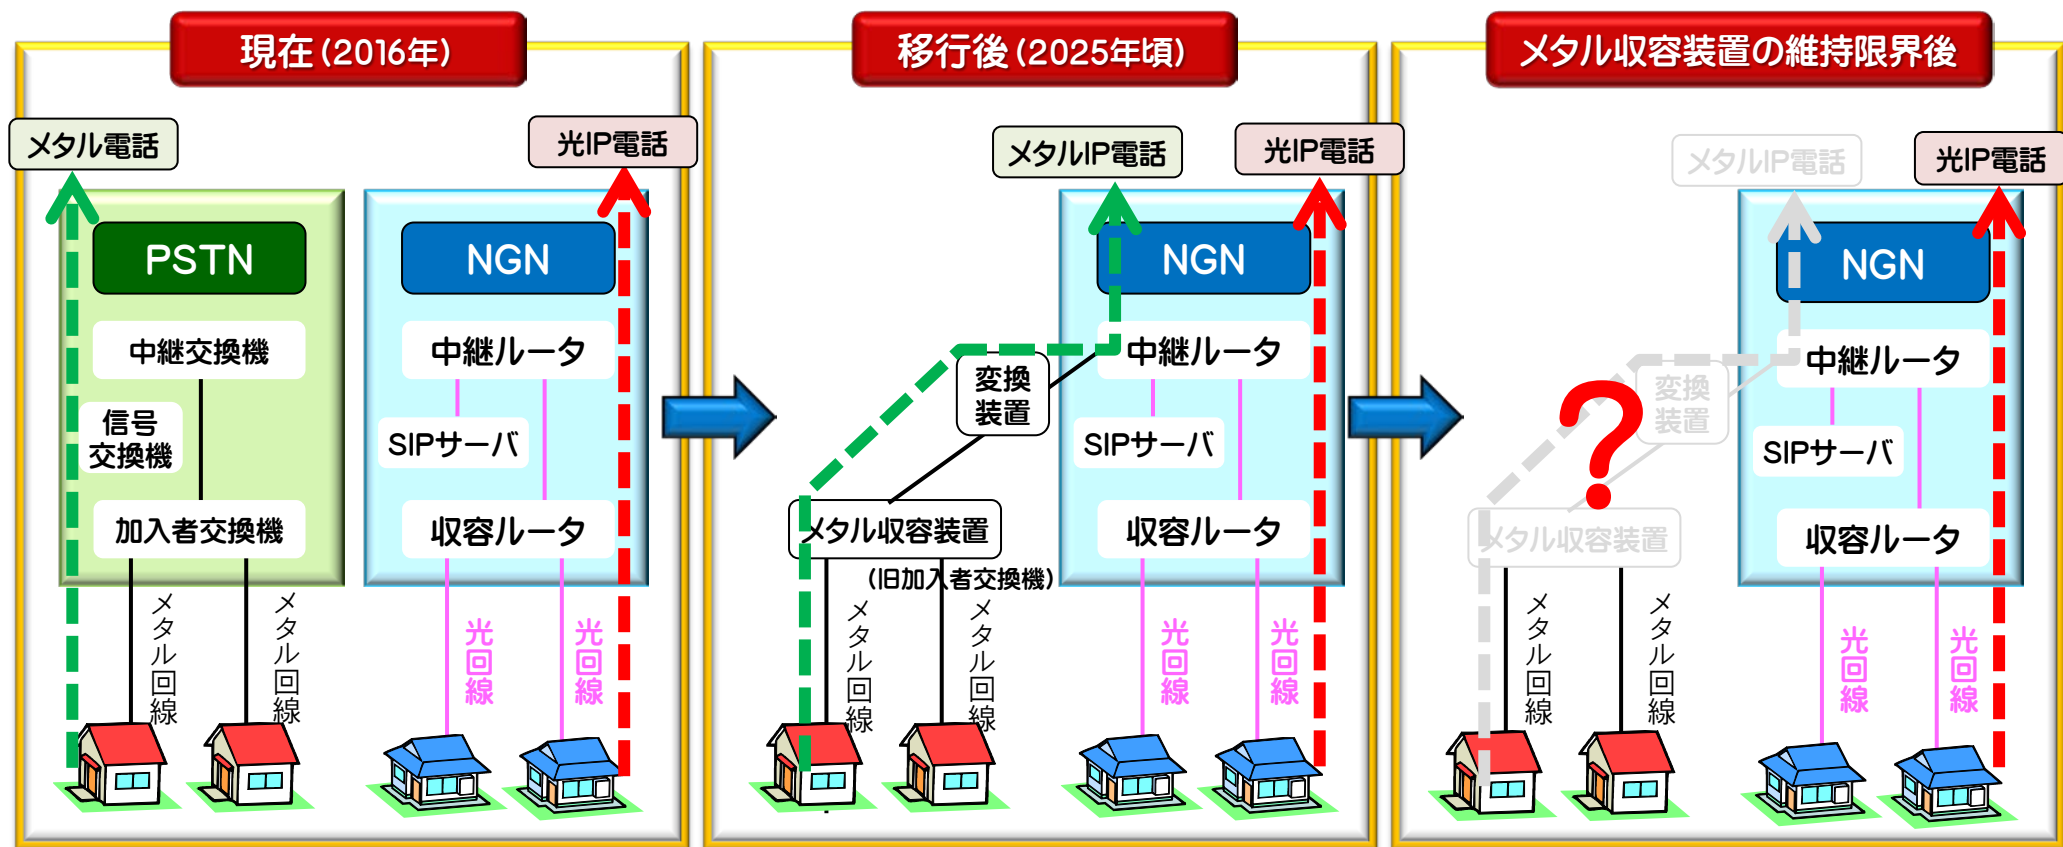 現在(2016年)
メタル電話
光IP電話
PSTN
中継交換機
信号
交換機
加入者交換機
メタル回線
メタル回線
NGN
中継ルータ
SIPサーバ
収容ルータ
光回線
光回線
移行後(2025年頃)
メタルIP電話
光IP電話
変換
装置
メタル収容装置
(旧加入者交換機)
メタル回線
メタル回線
NGN
中継ルータ
SIPサーバ
収容ルータ
光回線
光回線
メタル収容装置の維持限界後
メタルIP電話
光IP電話
変換
装置
?
メタル収容装置
メタル回線
メタル回線
NGN
中継ルータ
SIPサーバ
収容ルータ
光回線
光回線